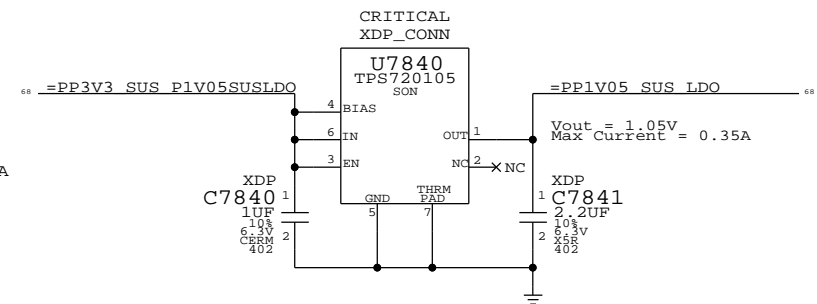 CRITICAL
XDP_CONN
U7840
TPS720105
SON
68 =PP3V3_SUS_P1V05SUSLDO
=PP1V05_SUS_LDO 68
4 BIAS
6 IN
OUT 1
Vout = 1.05V
Max Current = 0.35A
3 EN
NC 2 NC
A
XDP
C7840 1
1UF
10%
6.3V
CERM 2
402
GND
5
THRM
PAD
7
XDP
1 C7841
2.2UF
10%
6.3V
2 X5R
402